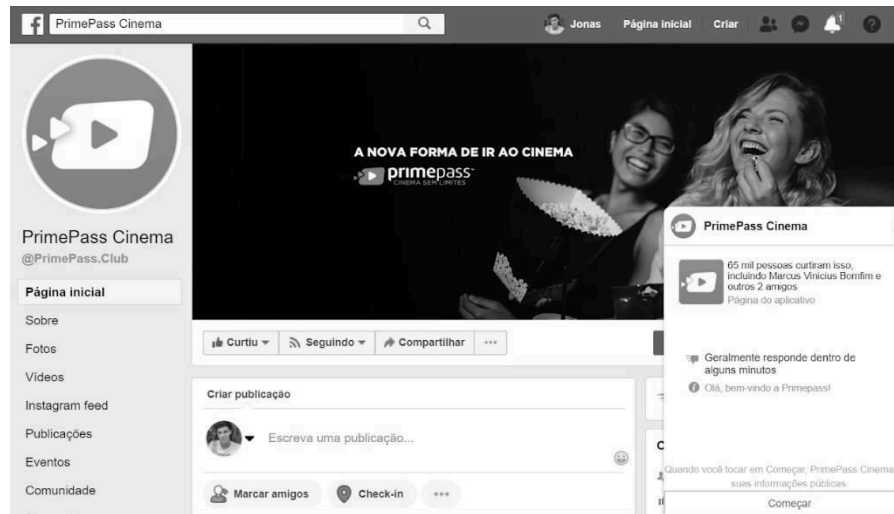 PrimePass Cinema
Jonas
Página inicial
Criar
1
A NOVA FORMA DE IR AO CINEMA
primepass
CINEMA SEM LIMITES
PrimePass Cinema
@PrimePass.Club
Página inicial
Sobre
Fotos
Vídeos
Instagram feed
Publicações
Eventos
Comunidade
Curtiu
Seguindo
Compartilhar
Criar publicação
Escreva uma publicação...
Marcar amigos
Check-in
C
PrimePass Cinema
65 mil pessoas curtiram isso,
incluindo Marcus Vinicius Bomfim e
outros 2 amigos
Página do aplicativo
Geralmente responde dentro de
alguns minutos
Olá, bem-vindo a Primepass!
Quando você tocar em Começar, PrimePass Cinema
suas informações públicas
Começar